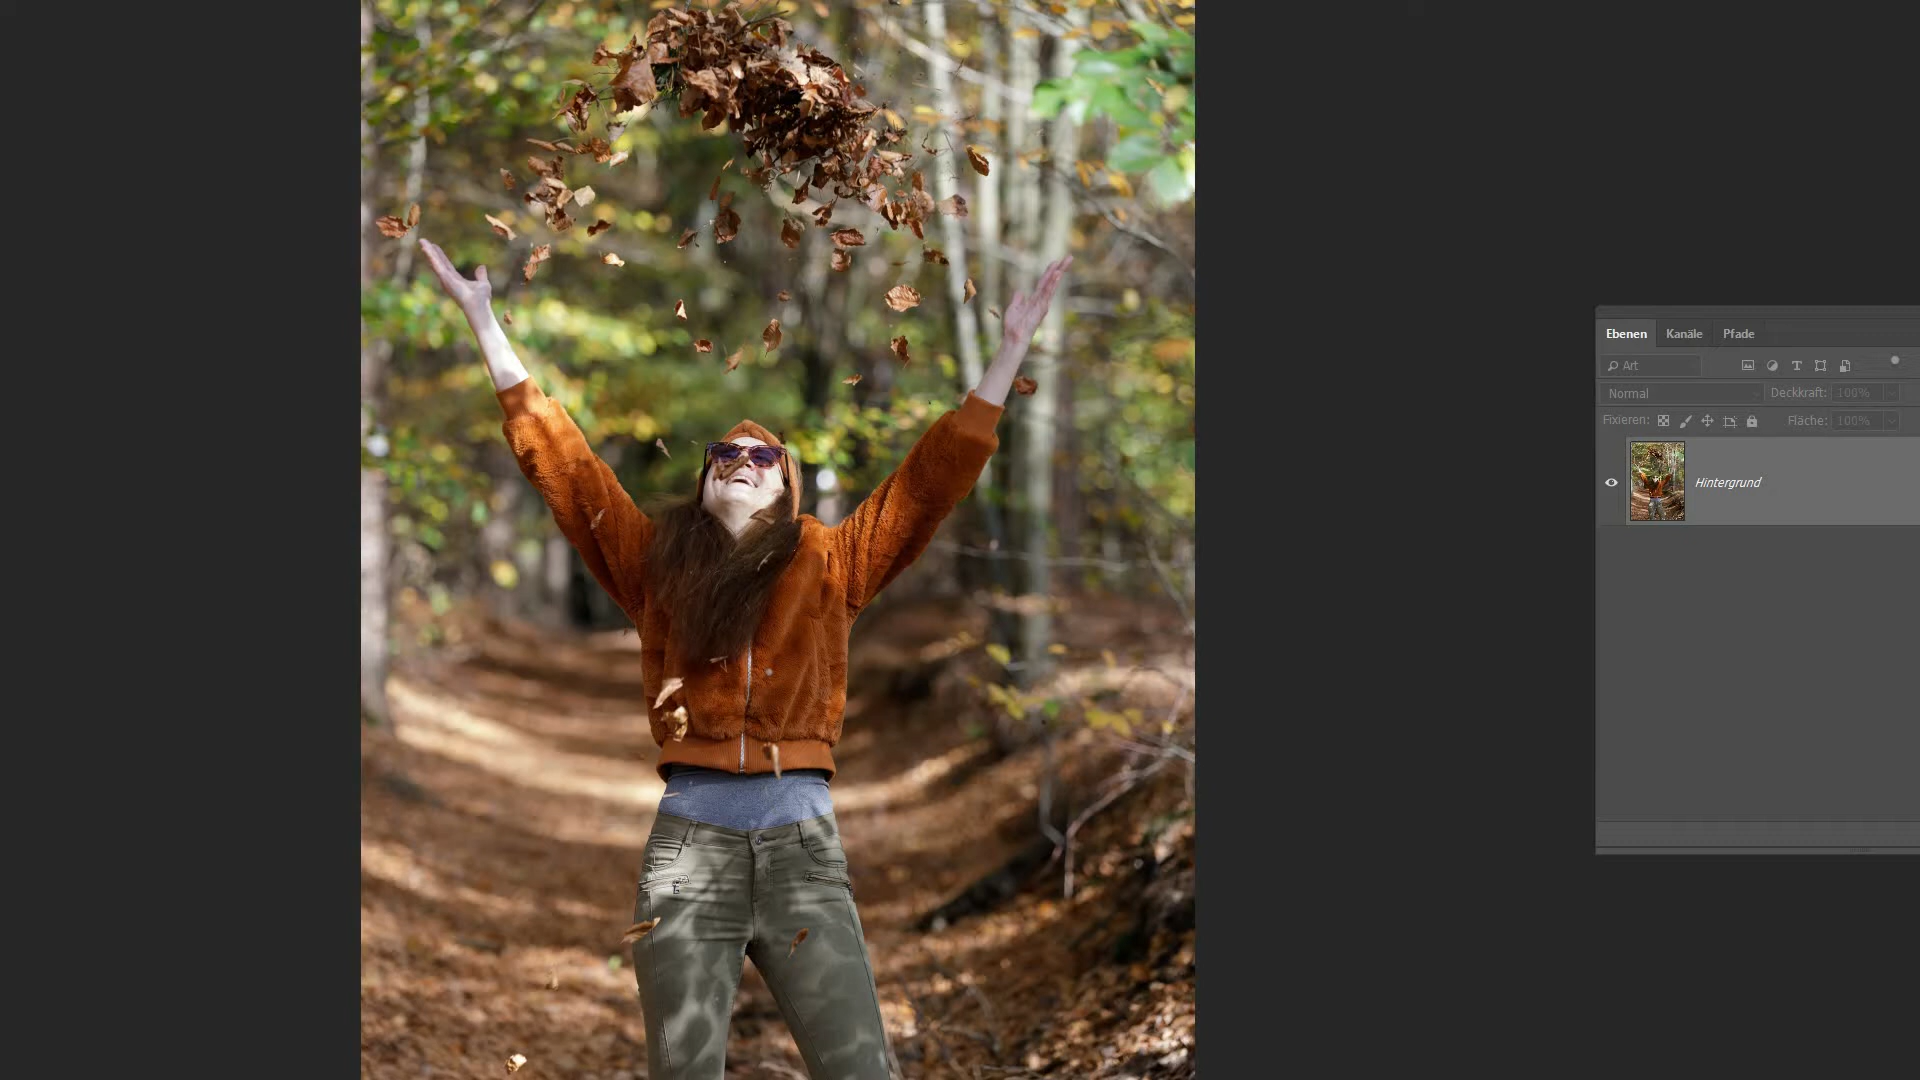 Ebenen Kanäle Pfade
Art
Normal Deckkraft: 100%
Fixieren: Fläche: 100%
Hintergrund